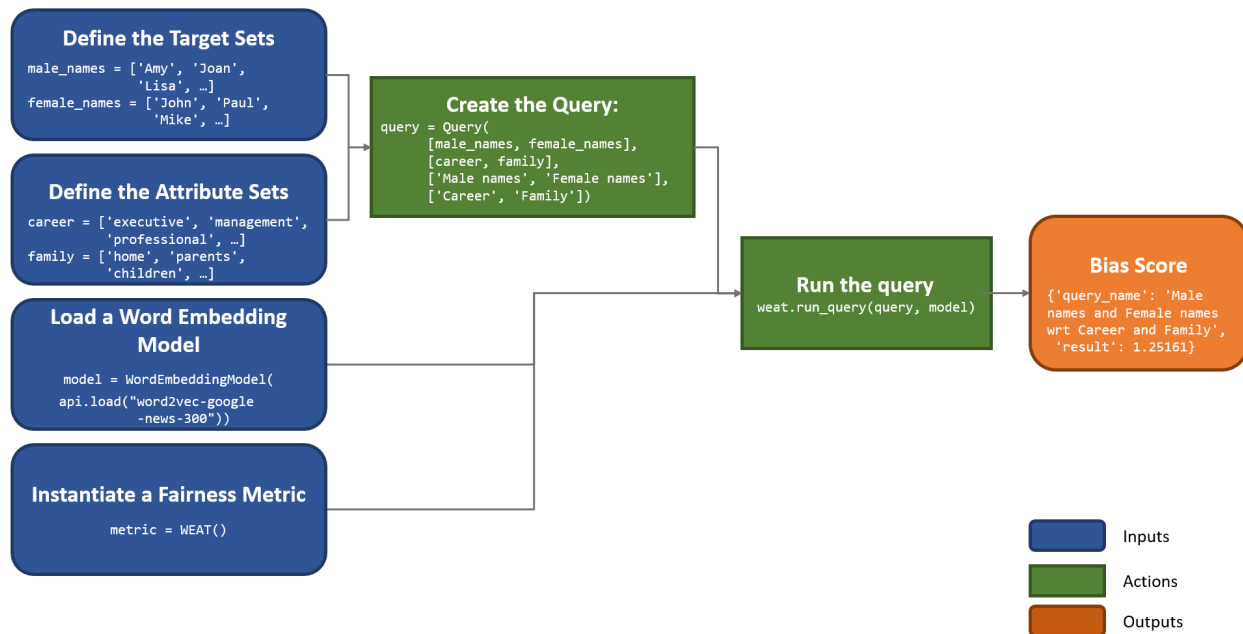 Define the Target Sets
male_names = ['Amy', 'Joan',
'Lisa', …]
female_names = ['John', 'Paul',
'Mike', …]
Define the Attribute Sets
career = ['executive', 'management',
'professional', …]
family = ['home', 'parents',
'children', …]
Load a Word Embedding
Model
model = WordEmbeddingModel(
api.load("word2vec-google
-news-300"))
Instantiate a Fairness Metric
metric = WEAT()
Create the Query:
query = Query(
[male_names, female_names],
[career, family],
['Male names', 'Female names'],
['Career', 'Family'])
Run the query
weat.run_query(query, model)
Bias Score
{'query_name': 'Male
names and Female names
wrt Career and Family',
'result': 1.25161}
Inputs
Actions
Outputs